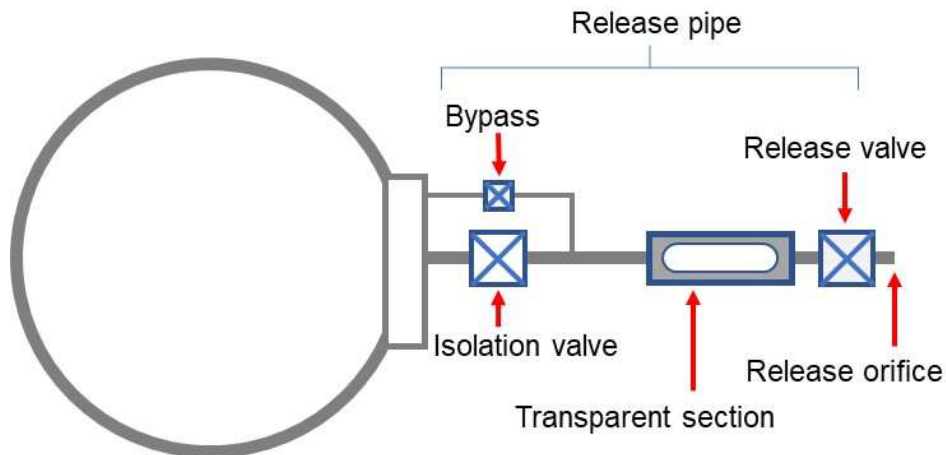 Release pipe
Bypass
Release valve
Isolation valve
Release orifice
Transparent section